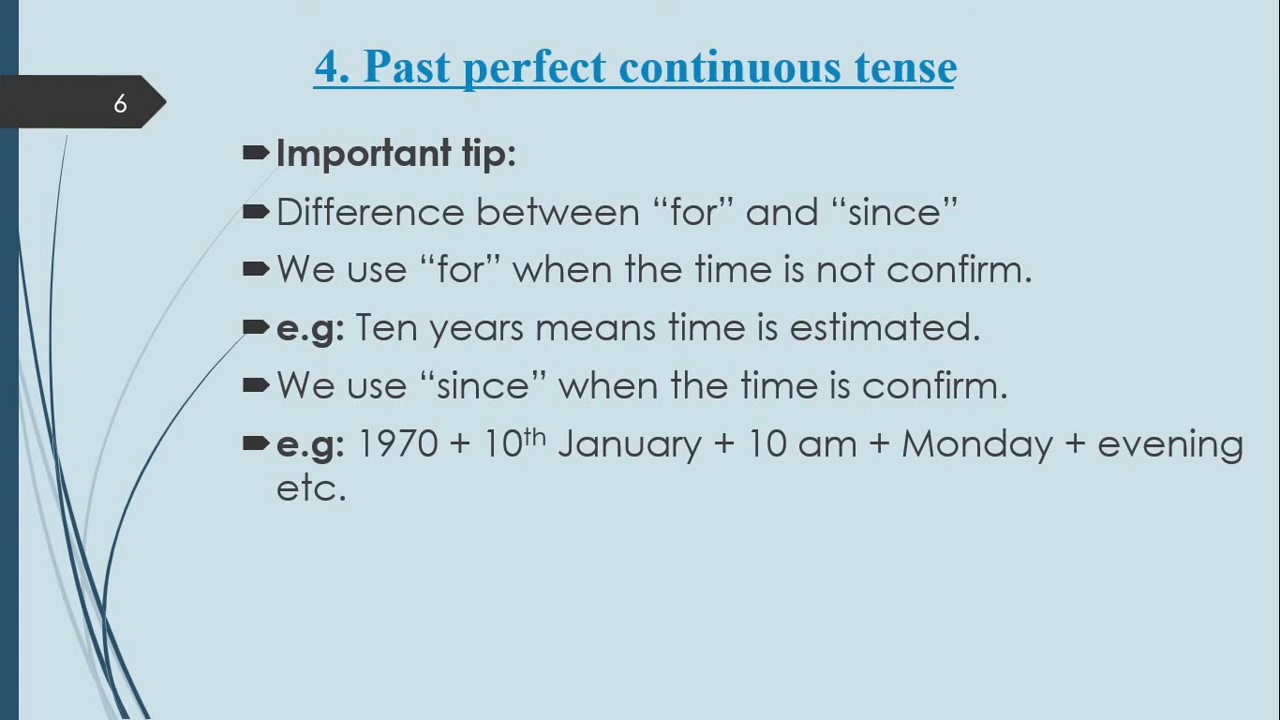 4. Past perfect continuous tense
6
Important tip:
Difference between “for” and “since”
We use “for” when the time is not confirm.
e.g: Ten years means time is estimated.
We use “since” when the time is confirm.
e.g: 1970 + 10th January + 10 am + Monday + evening
etc.